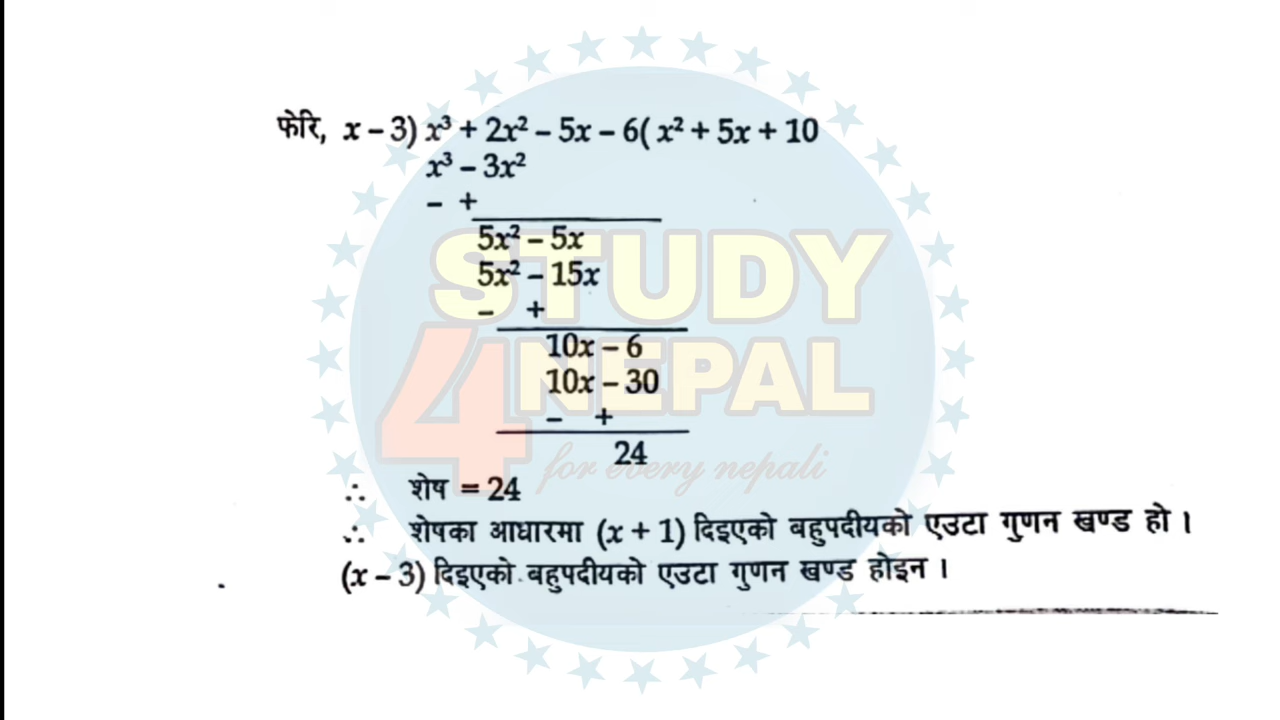 फेरि, x – 3) x³ + 2x² – 5x – 6( x² + 5x + 10
x³ – 3x²
– +
5x² – 5x
5x² – 15x
– +
10x – 6
10x – 30
– +
24
∴ शेष = 24
∴ शेषका आधारमा (x + 1) दिइएको बहुपदीयको एउटा गुणन खण्ड हो ।
(x – 3) दिइएको बहुपदीयको एउटा गुणन खण्ड होइन ।
STUDY
4 NEPAL
for every nepali